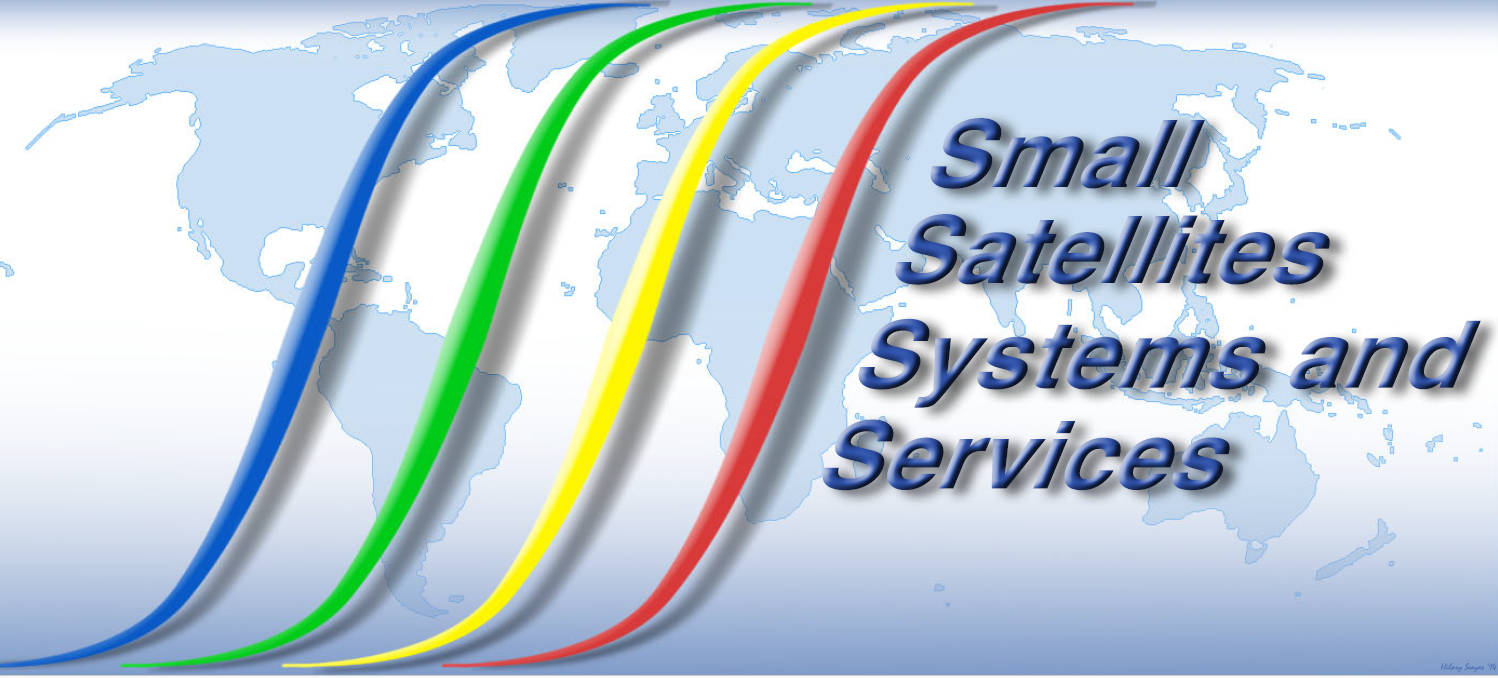 Small
Satellites
Systems and
Services